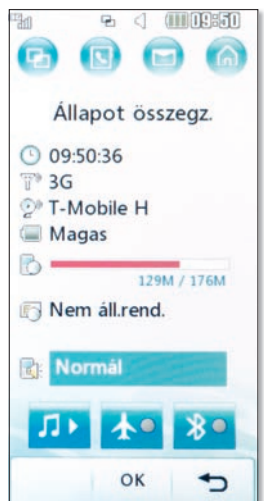 09:50
Állapot összegz.
09:50:36
3G
T-Mobile H
Magas
129M / 176M
Nem áll.rend.
Normál
OK